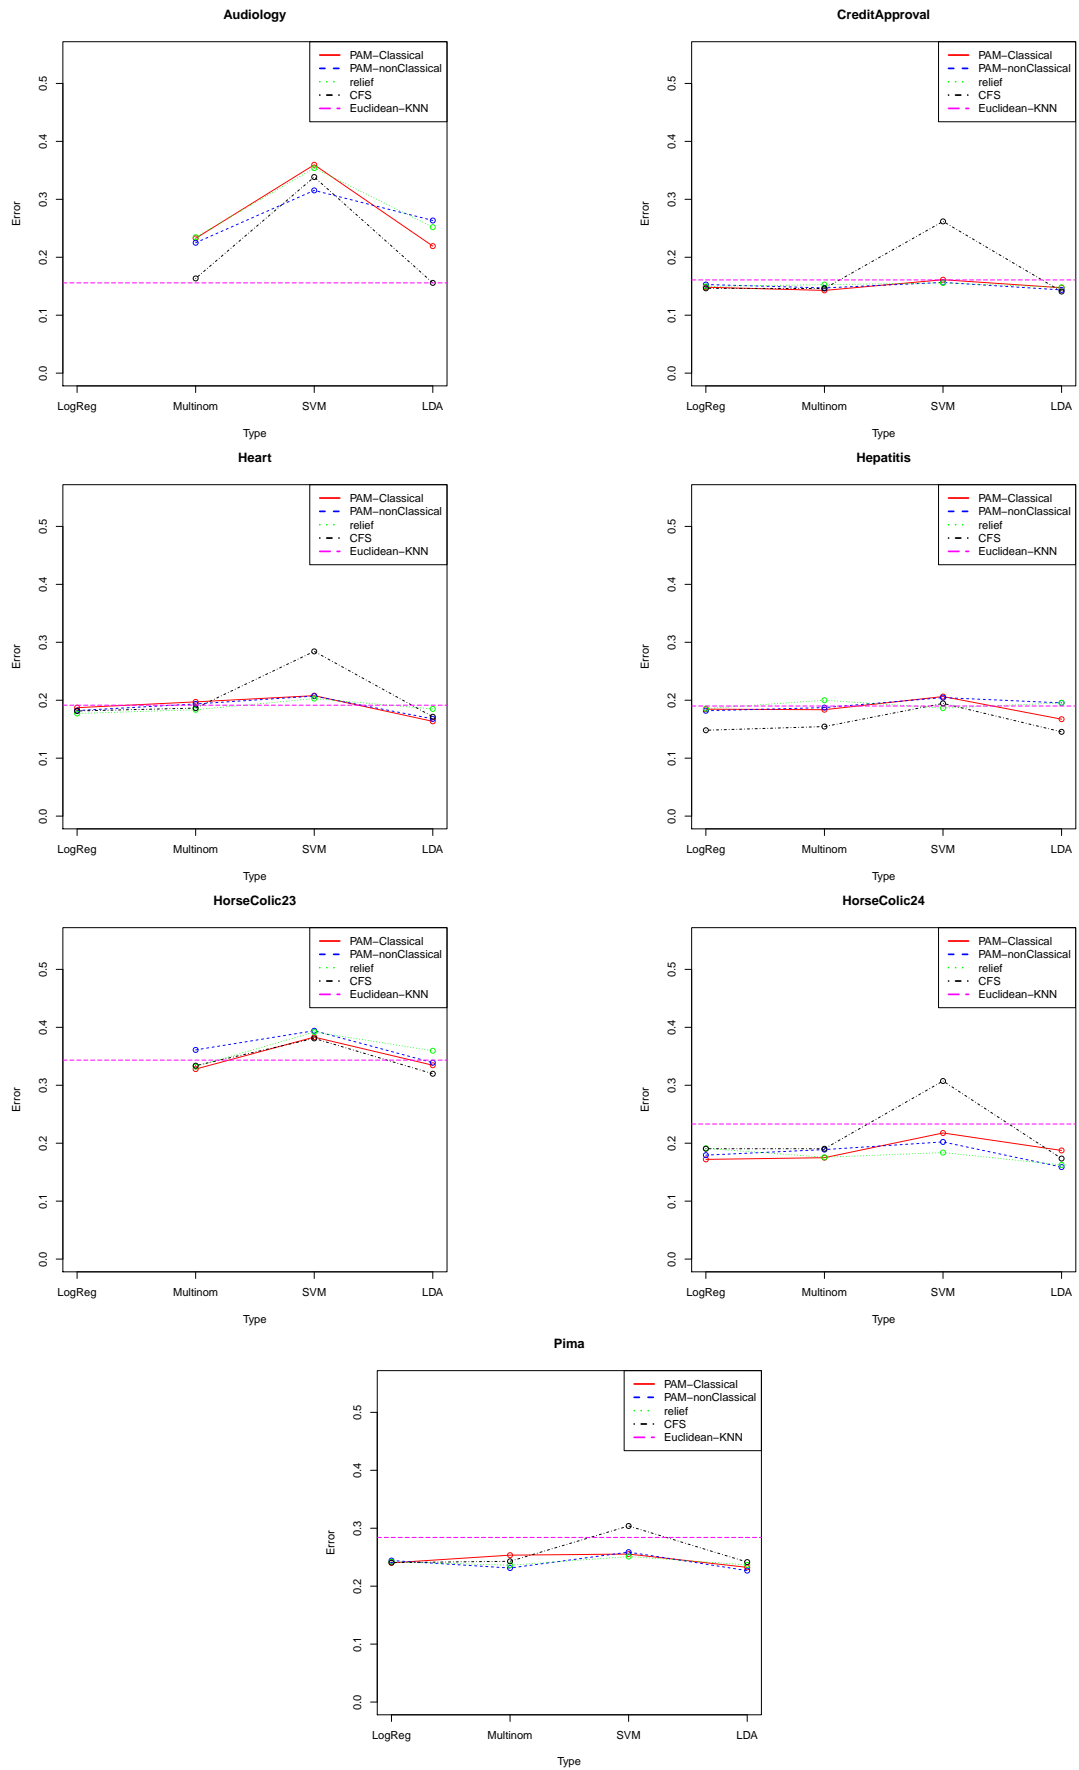 Audiology
PAM-Classical
PAM-nonClassical
relief
CFS
Euclidean-KNN
Error
0.0
0.1
0.2
0.3
0.4
0.5
LogReg
Multinom
SVM
LDA
Type
CreditApproval
PAM-Classical
PAM-nonClassical
relief
CFS
Euclidean-KNN
Error
0.0
0.1
0.2
0.3
0.4
0.5
LogReg
Multinom
SVM
LDA
Type
Heart
PAM-Classical
PAM-nonClassical
relief
CFS
Euclidean-KNN
Error
0.0
0.1
0.2
0.3
0.4
0.5
LogReg
Multinom
SVM
LDA
Type
Hepatitis
PAM-Classical
PAM-nonClassical
relief
CFS
Euclidean-KNN
Error
0.0
0.1
0.2
0.3
0.4
0.5
LogReg
Multinom
SVM
LDA
Type
HorseColic23
PAM-Classical
PAM-nonClassical
relief
CFS
Euclidean-KNN
Error
0.0
0.1
0.2
0.3
0.4
0.5
LogReg
Multinom
SVM
LDA
Type
HorseColic24
PAM-Classical
PAM-nonClassical
relief
CFS
Euclidean-KNN
Error
0.0
0.1
0.2
0.3
0.4
0.5
LogReg
Multinom
SVM
LDA
Type
Pima
PAM-Classical
PAM-nonClassical
relief
CFS
Euclidean-KNN
Error
0.0
0.1
0.2
0.3
0.4
0.5
LogReg
Multinom
SVM
LDA
Type